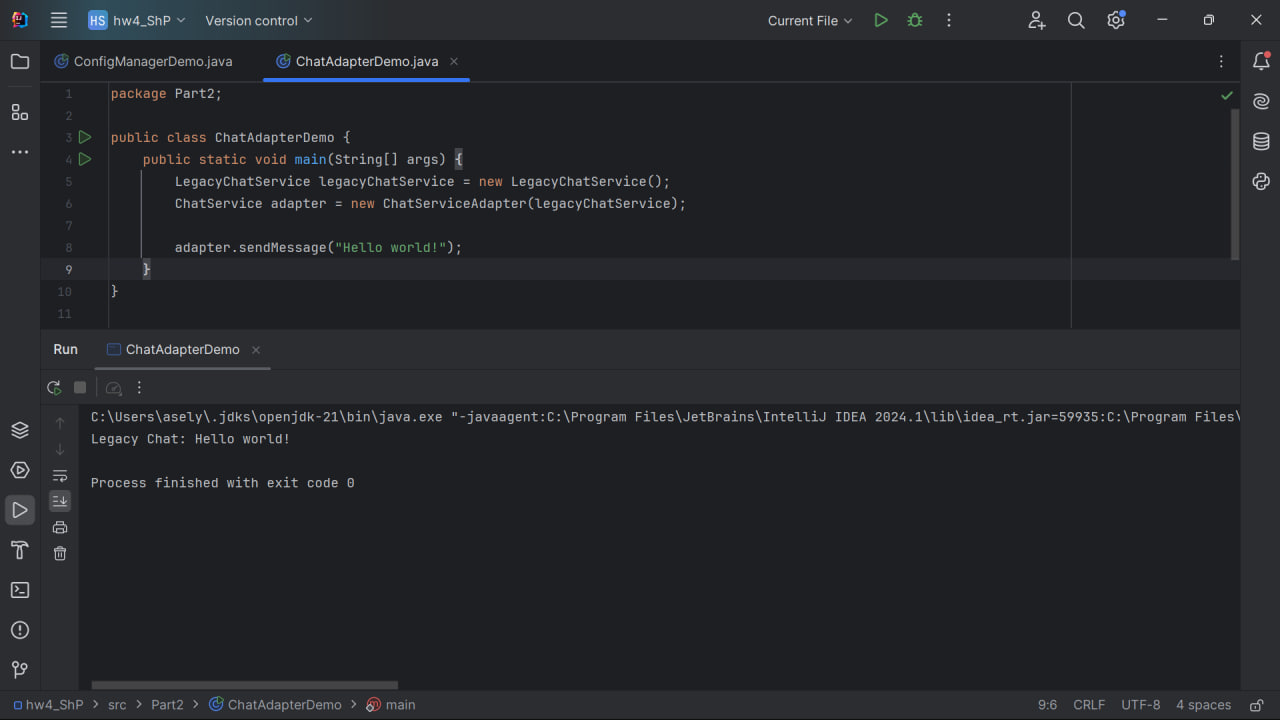 HS hw4_ShP Version control Current File
ConfigManagerDemo.java ChatAdapterDemo.java
1 package Part2;
2
3 public class ChatAdapterDemo {
4 public static void main(String[] args) {
5 LegacyChatService legacyChatService = new LegacyChatService();
6 ChatService adapter = new ChatServiceAdapter(legacyChatService);
7
8 adapter.sendMessage("Hello world!");
9 }
10 }
11
Run ChatAdapterDemo
C:\Users\asely\.jdks\openjdk-21\bin\java.exe "-javaagent:C:\Program Files\JetBrains\IntelliJ IDEA 2024.1\lib\idea_rt.jar=59935:C:\Program Files\
Legacy Chat: Hello world!
Process finished with exit code 0
hw4_ShP > src > Part2 > ChatAdapterDemo > main 9:6 CRLF UTF-8 4 spaces